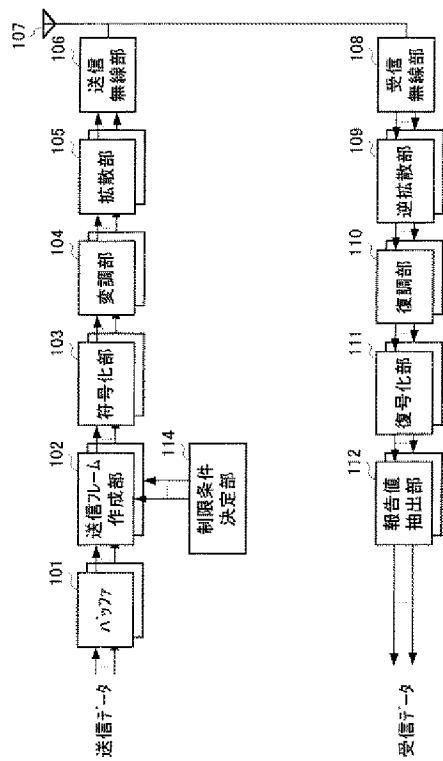 107
106
送信
無線部
105
拡散部
104
変調部
103
符号化部
102
送信フレーム
作成部
114
制限条件
決定部
101
バッファ
送信データ
108
受信
無線部
109
逆拡散部
110
復調部
111
復号化部
112
報告値
抽出部
受信データ